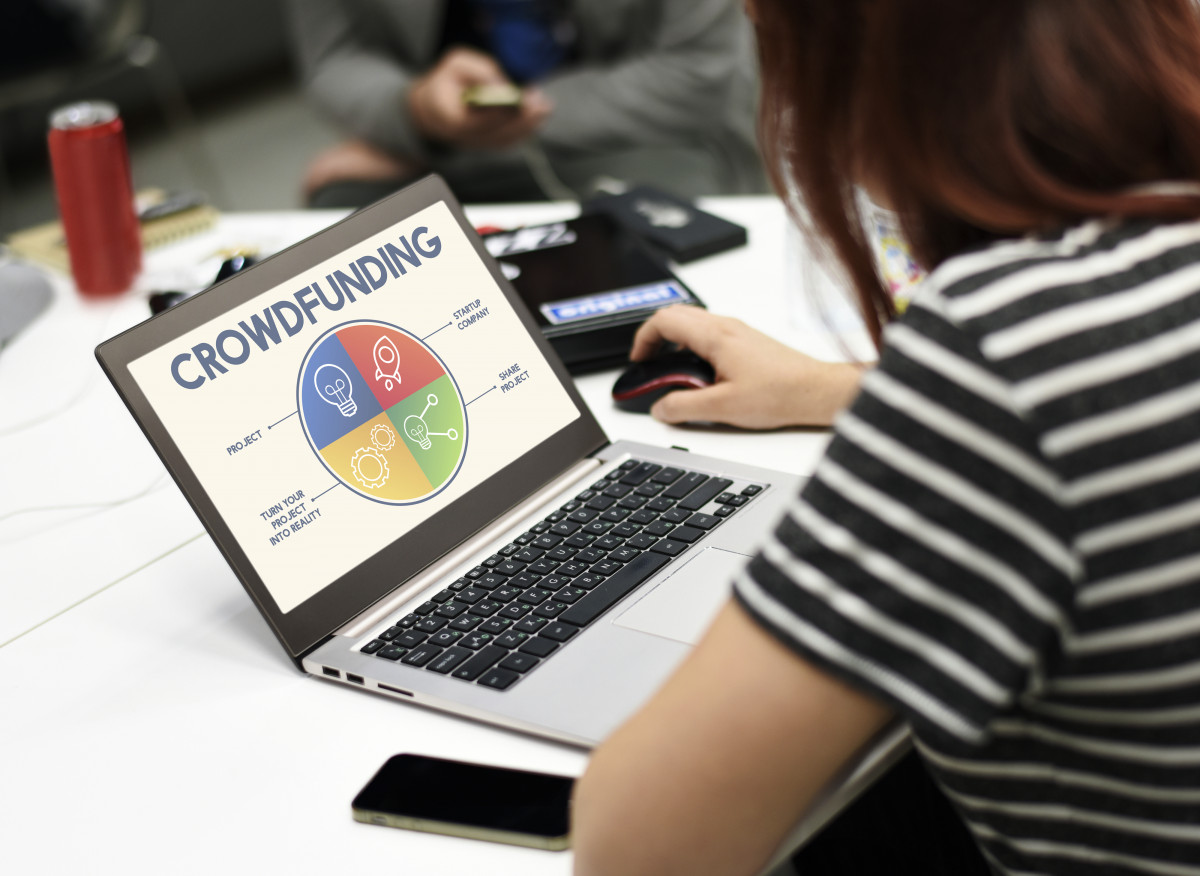 CROWDFUNDING
STARTUP
COMPANY
SHARE
PROJECT
PROJECT
TURN YOUR
PROJECT
INTO REALITY
original